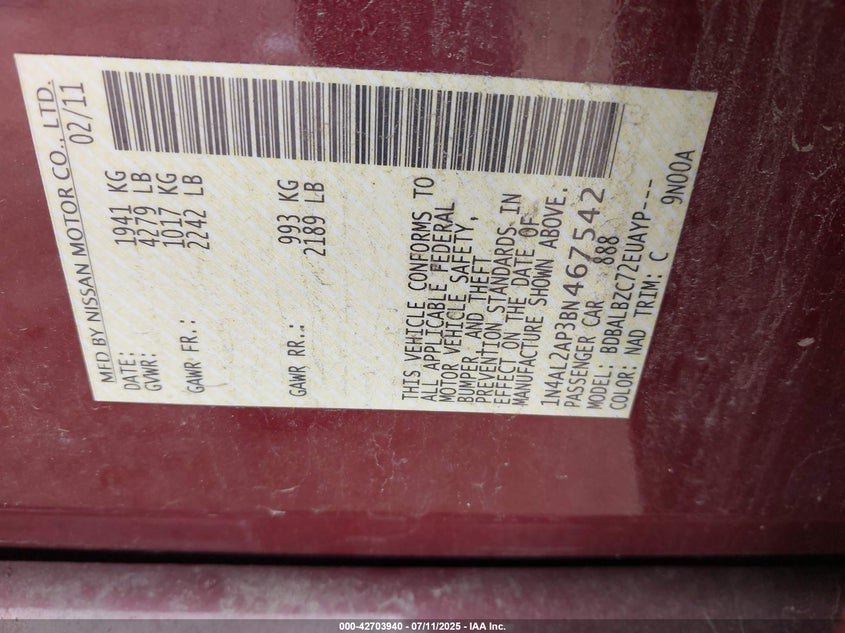 MFD BY NISSAN MOTOR CO., LTD.
DATE: 02/11
GVWR: 1941 KG
4279 LB
GAWR FR.: 1017 KG
2242 LB
GAWR RR.: 993 KG
2189 LB
THIS VEHICLE CONFORMS TO
ALL APPLICABLE FEDERAL
MOTOR VEHICLE SAFETY,
BUMPER, AND THEFT
PREVENTION STANDARDS IN
EFFECT ON THE DATE OF
MANUFACTURE SHOWN ABOVE.
1N4AL2AP3BN467542
PASSENGER CAR 888
MODEL: BDBALBZC72EUAYP---
COLOR: NAD TRIM: C 9N00A
000-42703940 - 07/11/2025 - IAA Inc.